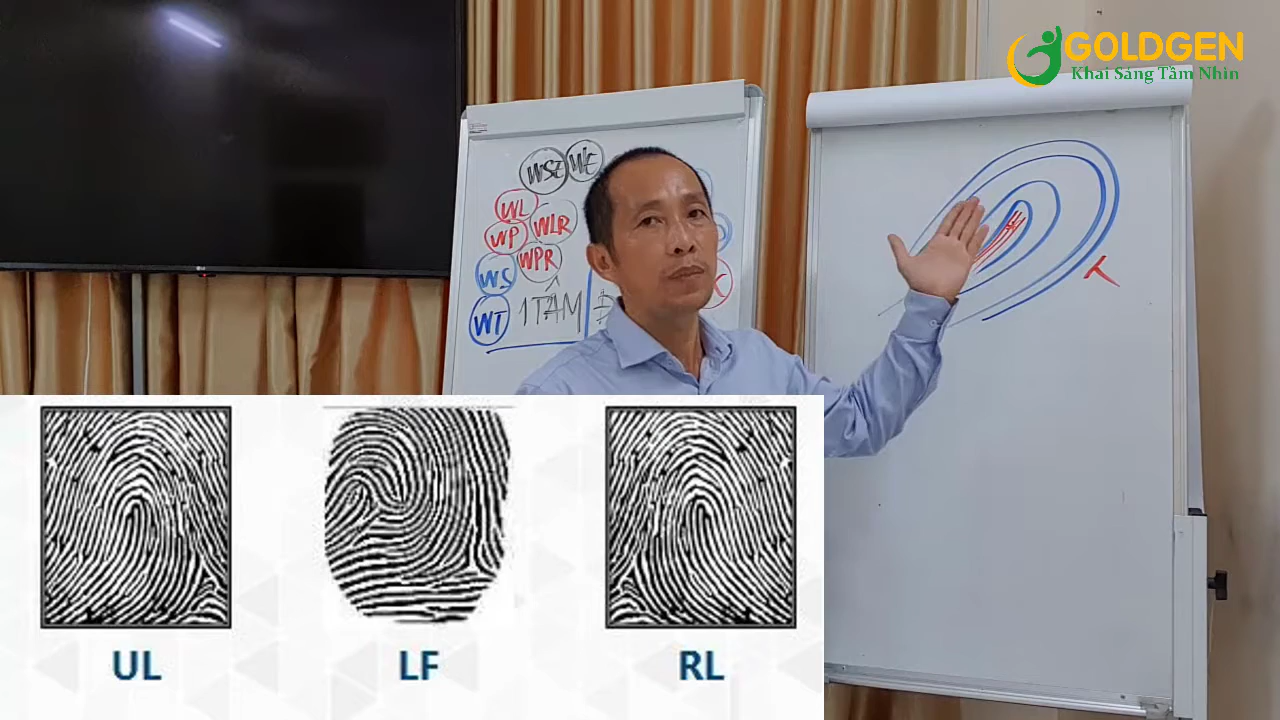 GOLDGEN
Khai Sáng Tầm Nhìn
WSE WE
WL
WP WLR
WS WPR
WT 1 TÂM
UL
LF
RL